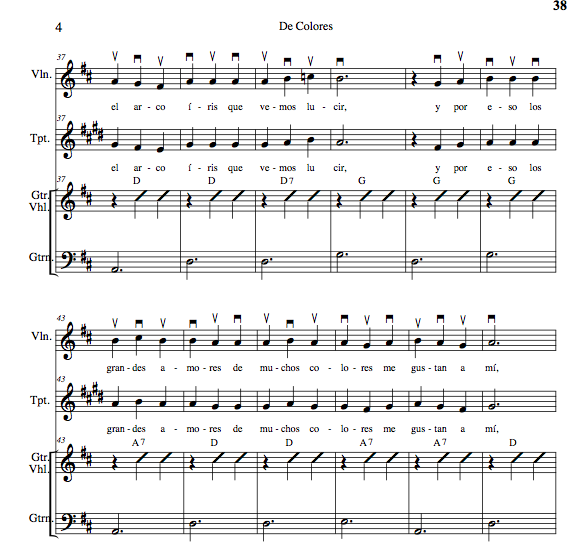 38
4
De Colores
37
Vln.
el ar - co í - ris que ve - mos lu - cir, y por e - so los
37
Tpt.
el ar - co í - ris que ve - mos lu - cir, y por e - so los
37
D D D7 G G G
Gtr.
Vhl.
Gtrn.
43
Vln.
gran - des a - mo - res de mu - chos co - lo - res me gus - tan a mí,
43
Tpt.
gran - des a - mo - res de mu - chos co - lo - res me gus - tan a mí,
43
A7 D D A7 A7 D
Gtr.
Vhl.
Gtrn.